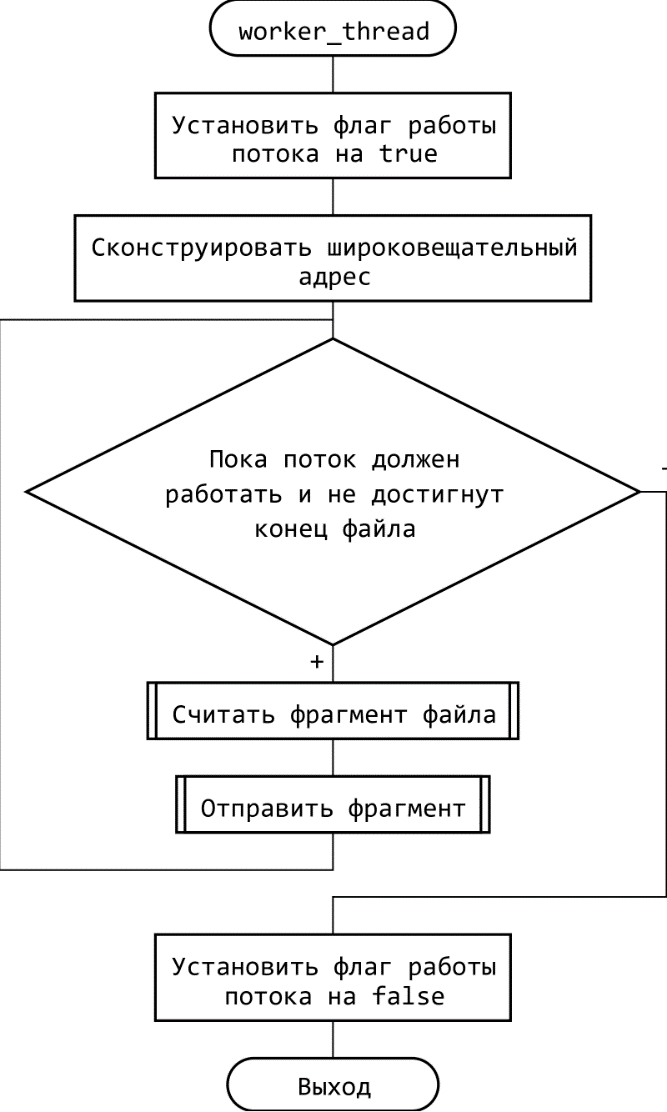 worker_thread
Установить флаг работы
потока на true
Сконструировать широковещательный
адрес
Пока поток должен
работать и не достигнут
конец файла
-
+
Считать фрагмент файла
Отправить фрагмент
Установить флаг работы
потока на false
Выход